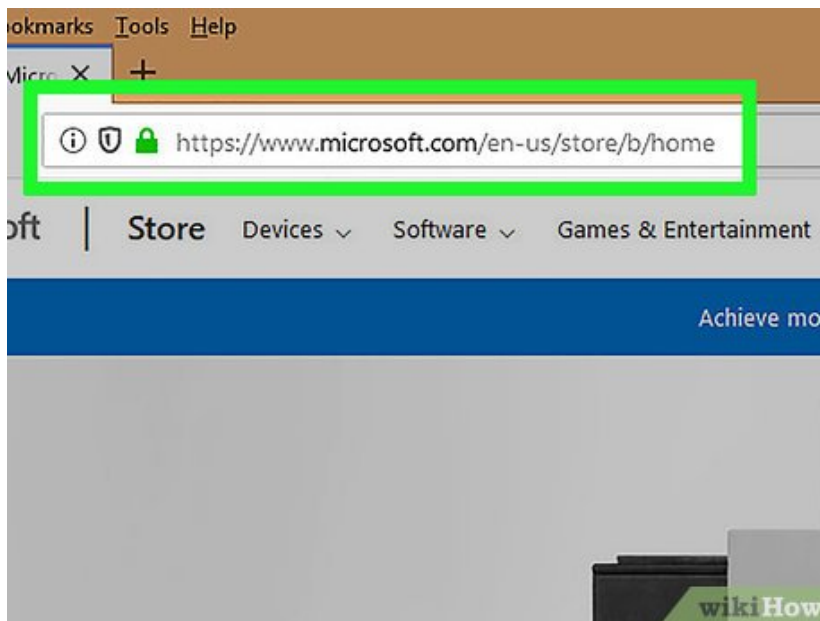 ookmarks Tools Help
Micro
https://www.microsoft.com/en-us/store/b/home
oft | Store Devices Software Games & Entertainment
Achieve mo
wikiHow